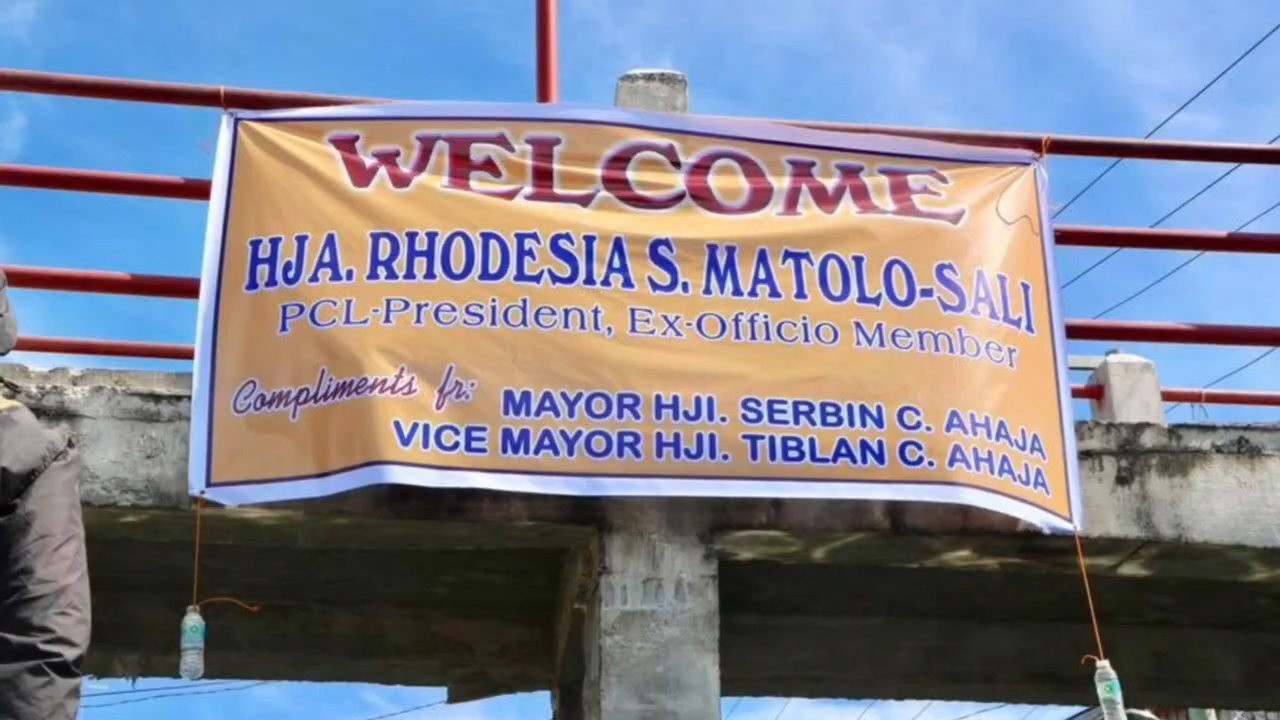 WELCOME
HJA. RHODESIA S. MATOLO-SALI
PCL-President, Ex-Officio Member
Compliments fr: MAYOR HJI. SERBIN C. AHAJA
VICE MAYOR HJI. TIBLAN C. AHAJA